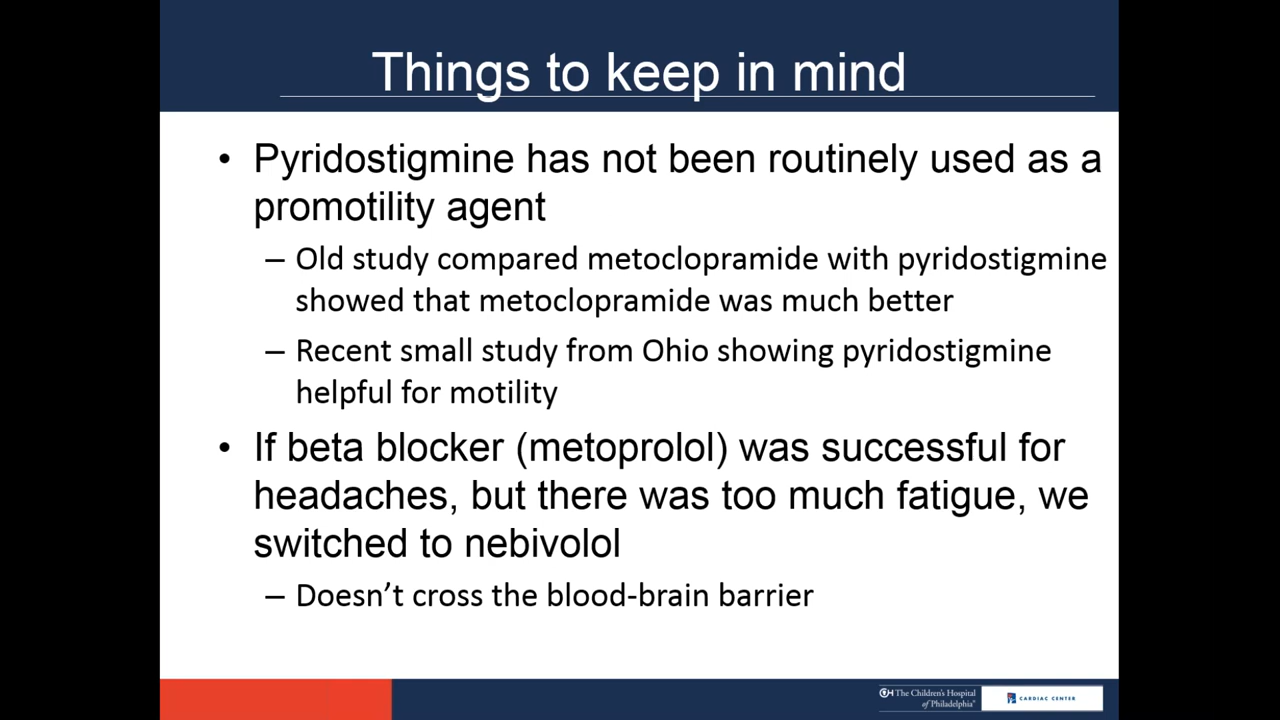 Things to keep in mind
• Pyridostigmine has not been routinely used as a
promotility agent
– Old study compared metoclopramide with pyridostigmine
showed that metoclopramide was much better
– Recent small study from Ohio showing pyridostigmine
helpful for motility
• If beta blocker (metoprolol) was successful for
headaches, but there was too much fatigue, we
switched to nebivolol
– Doesn’t cross the blood-brain barrier
The Children's Hospital
of Philadelphia
CARDIAC CENTER